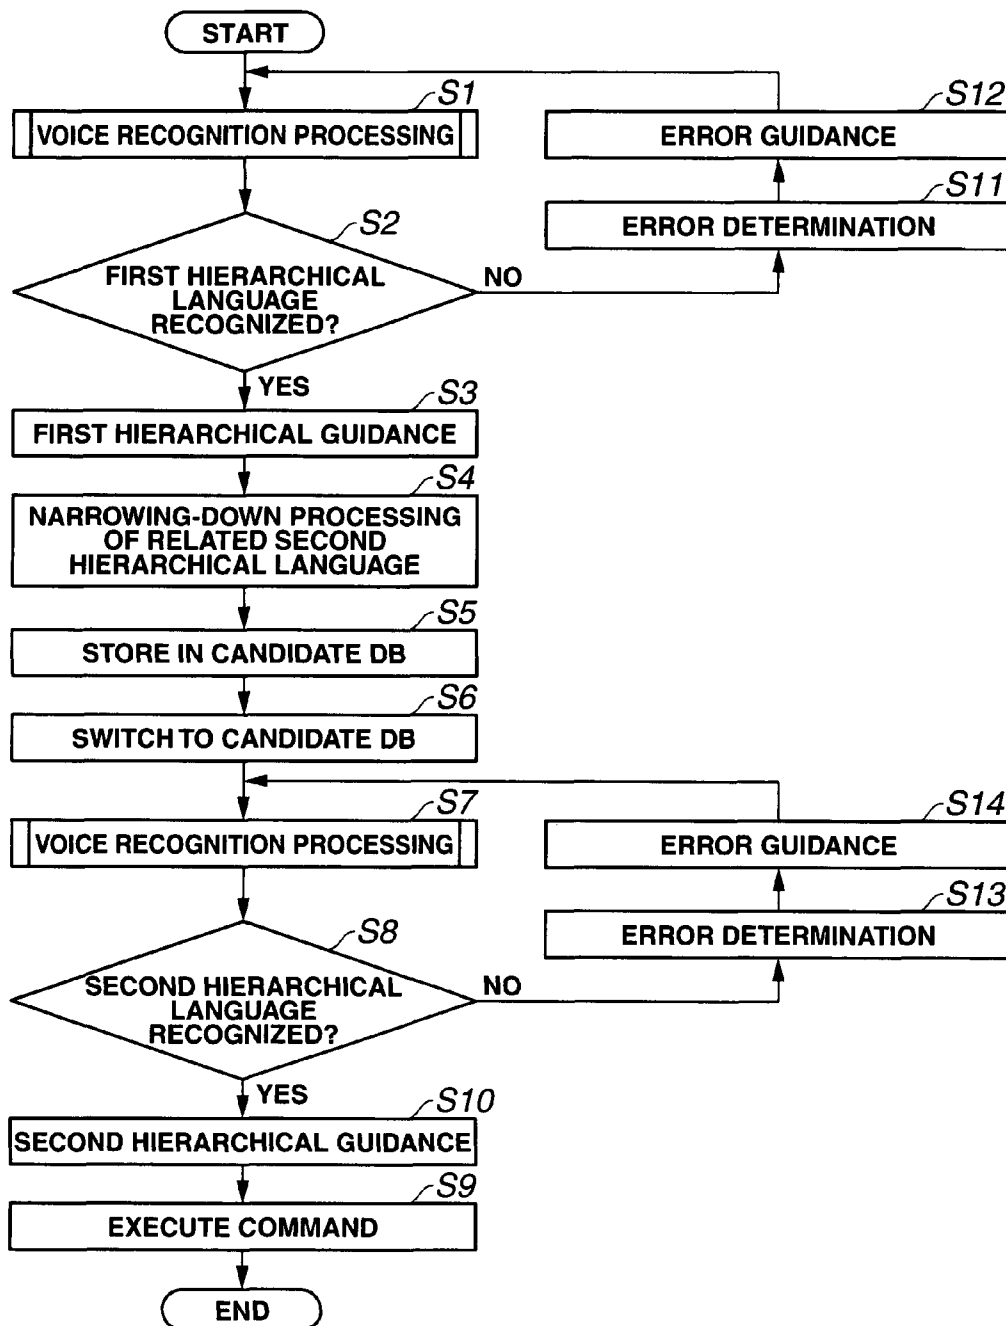 START
S1
VOICE RECOGNITION PROCESSING
S12
ERROR GUIDANCE
S11
ERROR DETERMINATION
S2
FIRST HIERARCHICAL
LANGUAGE
RECOGNIZED?
NO
YES
S3
FIRST HIERARCHICAL GUIDANCE
S4
NARROWING-DOWN PROCESSING
OF RELATED SECOND
HIERARCHICAL LANGUAGE
S5
STORE IN CANDIDATE DB
S6
SWITCH TO CANDIDATE DB
S7
VOICE RECOGNITION PROCESSING
S14
ERROR GUIDANCE
S13
ERROR DETERMINATION
S8
SECOND HIERARCHICAL
LANGUAGE
RECOGNIZED?
NO
YES
S10
SECOND HIERARCHICAL GUIDANCE
S9
EXECUTE COMMAND
END